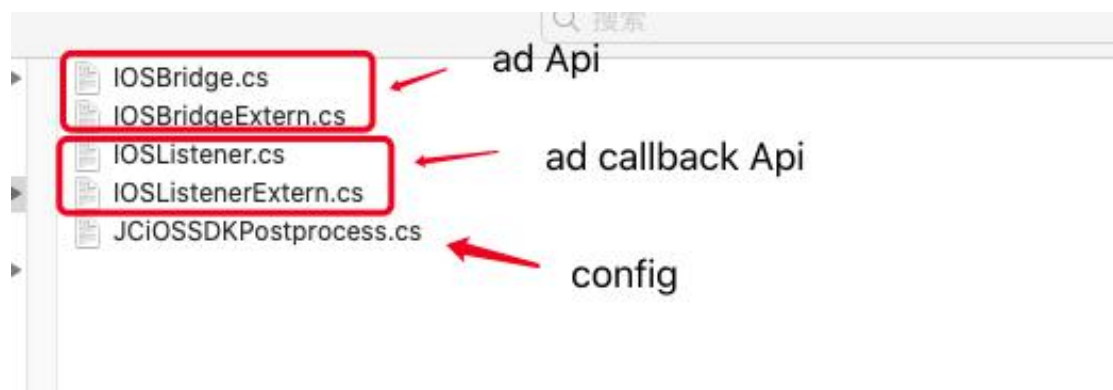 搜索
IOSBridge.cs
ad Api
IOSBridgeExtern.cs
IOSListener.cs
ad callback Api
IOSListenerExtern.cs
JCiOSSDKPostprocess.cs
config